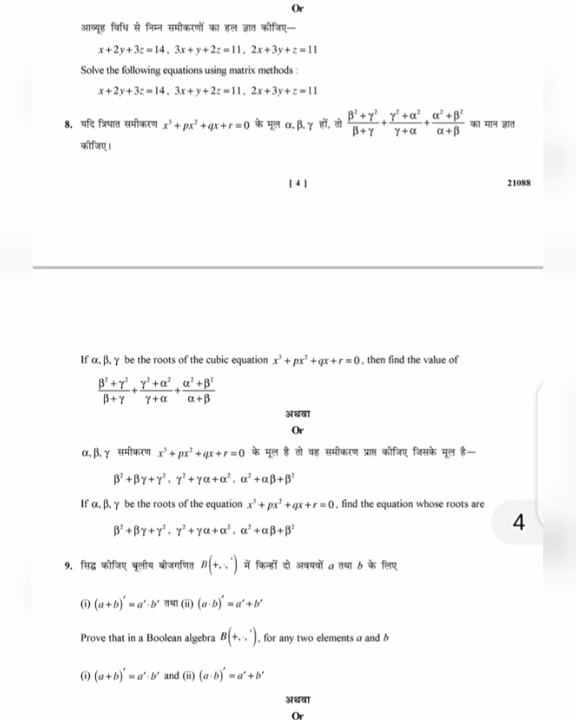 Or
आव्यूह विधि से निम्न समीकरणों का हल ज्ञात कीजिए—
x+2y+3z=14, 3x+y+2z=11, 2x+3y+z=11
Solve the following equations using matrix methods :
x+2y+3z=14, 3x+y+2z=11, 2x+3y+z=11
8. यदि त्रिघात समीकरण x³+px²+qx+r=0 के मूल α, β, γ हों, तो (β²+γ²)/(β+γ) + (γ²+α²)/(γ+α) + (α²+β²)/(α+β) का मान ज्ञात
कीजिए।
[ 4 ] 21088
If α, β, γ be the roots of the cubic equation x³+px²+qx+r=0, then find the value of
(β²+γ²)/(β+γ) + (γ²+α²)/(γ+α) + (α²+β²)/(α+β)
अथवा
Or
α, β, γ समीकरण x³+px²+qx+r=0 के मूल है तो वह समीकरण प्राप्त कीजिए जिसके मूल है—
β²+βγ+γ², γ²+γα+α², α²+αβ+β²
If α, β, γ be the roots of the equation x³+px²+qx+r=0, find the equation whose roots are
β²+βγ+γ², γ²+γα+α², α²+αβ+β²
4
9. सिद्ध कीजिए बूलीय बीजगणित B(+, ·, ') में किन्हीं दो अवयवों a तथा b के लिए
(i) (a+b)′ = a′·b′ तथा (ii) (a·b)′ = a′+b′
Prove that in a Boolean algebra B(+, ·, '), for any two elements a and b
(i) (a+b)′ = a′·b′ and (ii) (a·b)′ = a′+b′
अथवा
Or